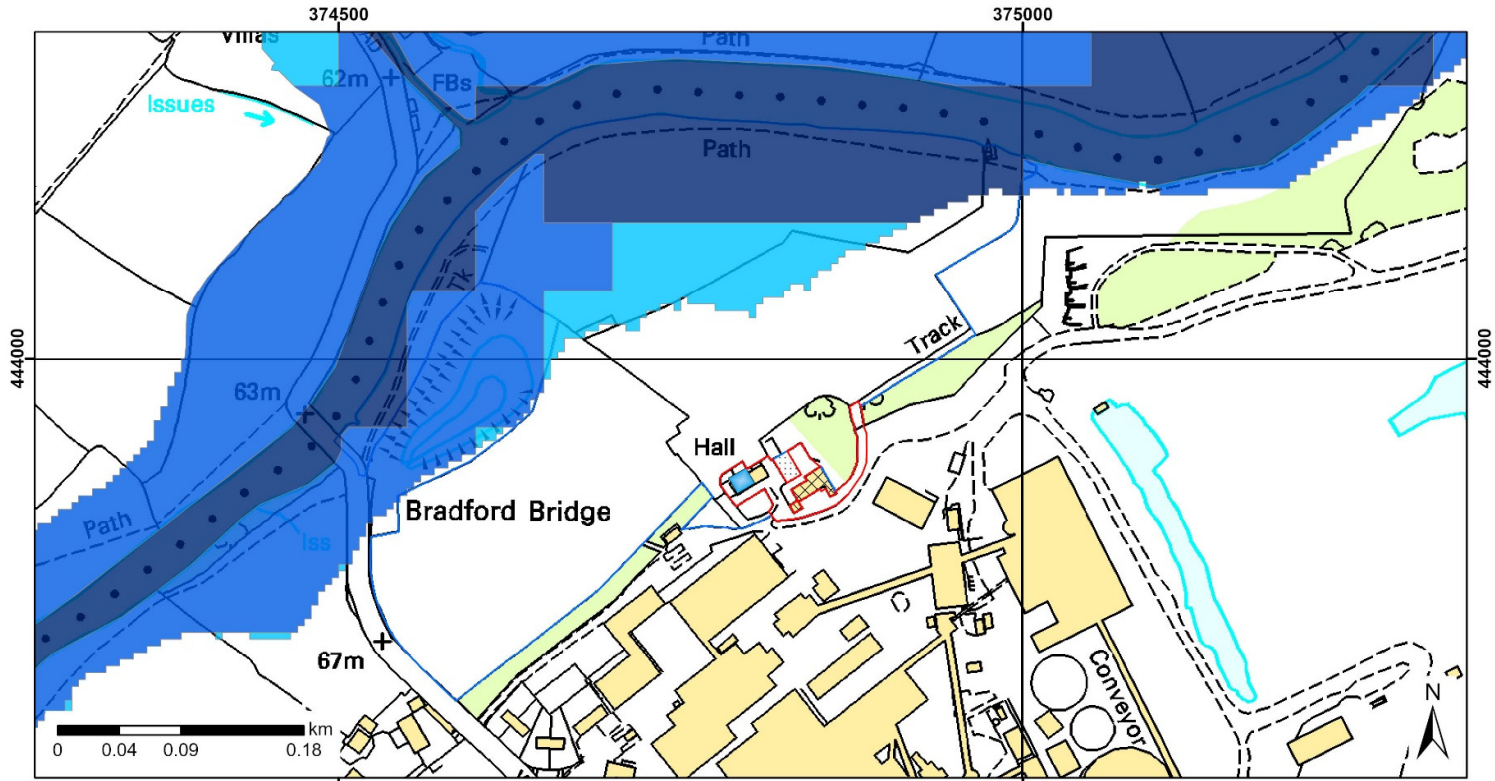 374500
375000
Villas
62m
FBs
Path
Issues
Path
Tk
Track
444000
444000
63m
Hall
Bradford Bridge
Path
Iss
67m
Conveyor
N
km
0 0.04 0.09 0.18